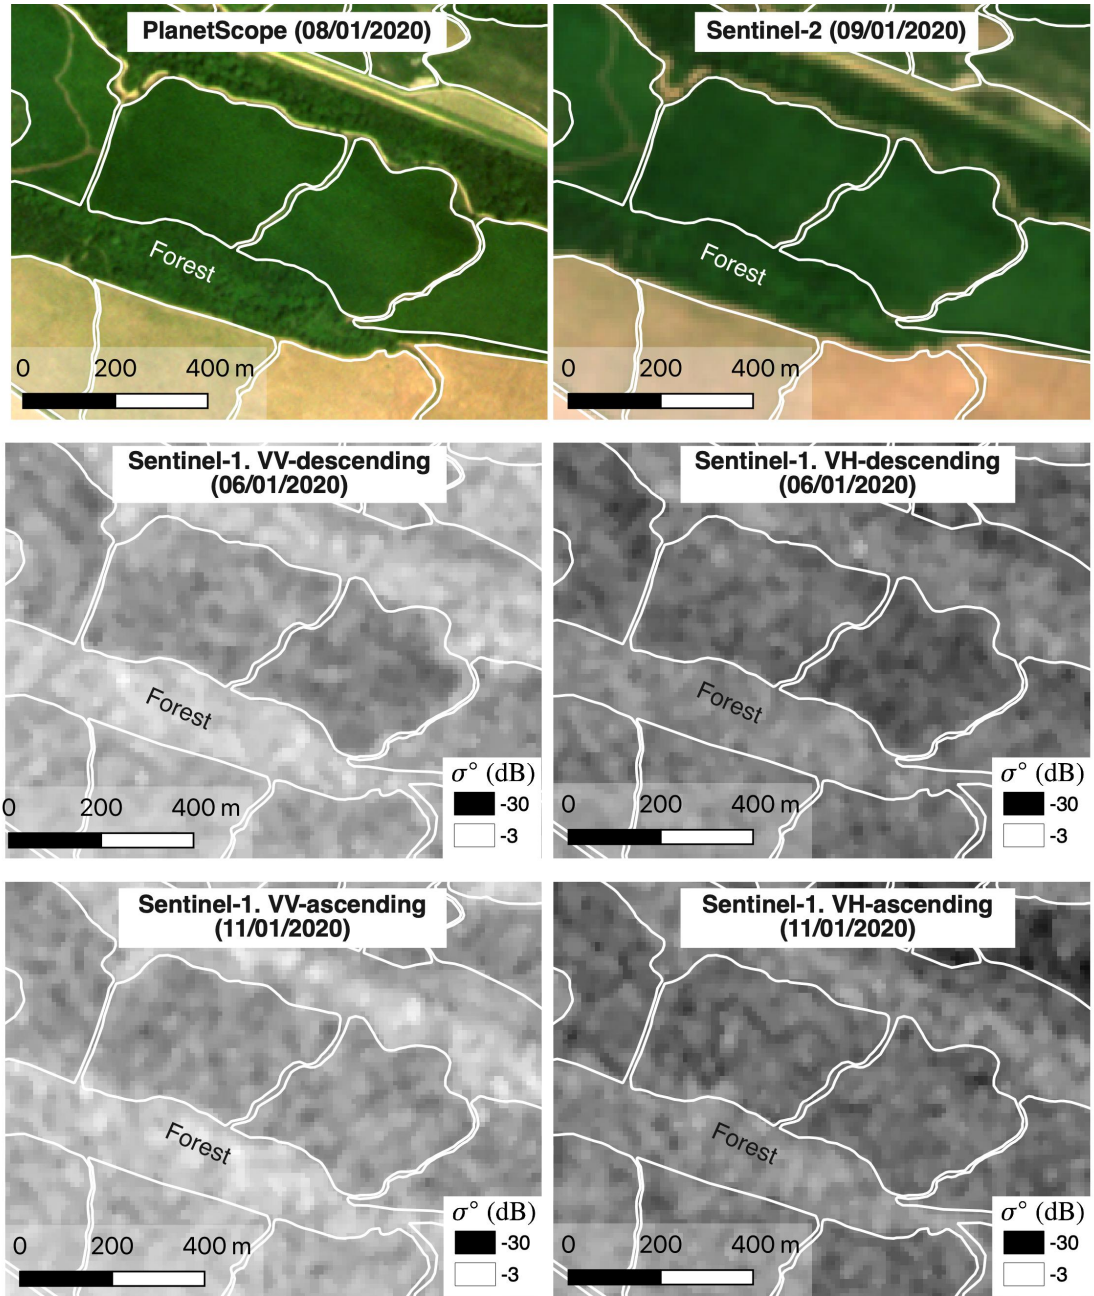 PlanetScope (08/01/2020)
Forest
0 200 400 m
Sentinel-2 (09/01/2020)
Forest
0 200 400 m
Sentinel-1. VV-descending
(06/01/2020)
Forest
σ° (dB)
-30
-3
0 200 400 m
Sentinel-1. VH-descending
(06/01/2020)
Forest
σ° (dB)
-30
-3
0 200 400 m
Sentinel-1. VV-ascending
(11/01/2020)
Forest
σ° (dB)
-30
-3
0 200 400 m
Sentinel-1. VH-ascending
(11/01/2020)
Forest
σ° (dB)
-30
-3
0 200 400 m